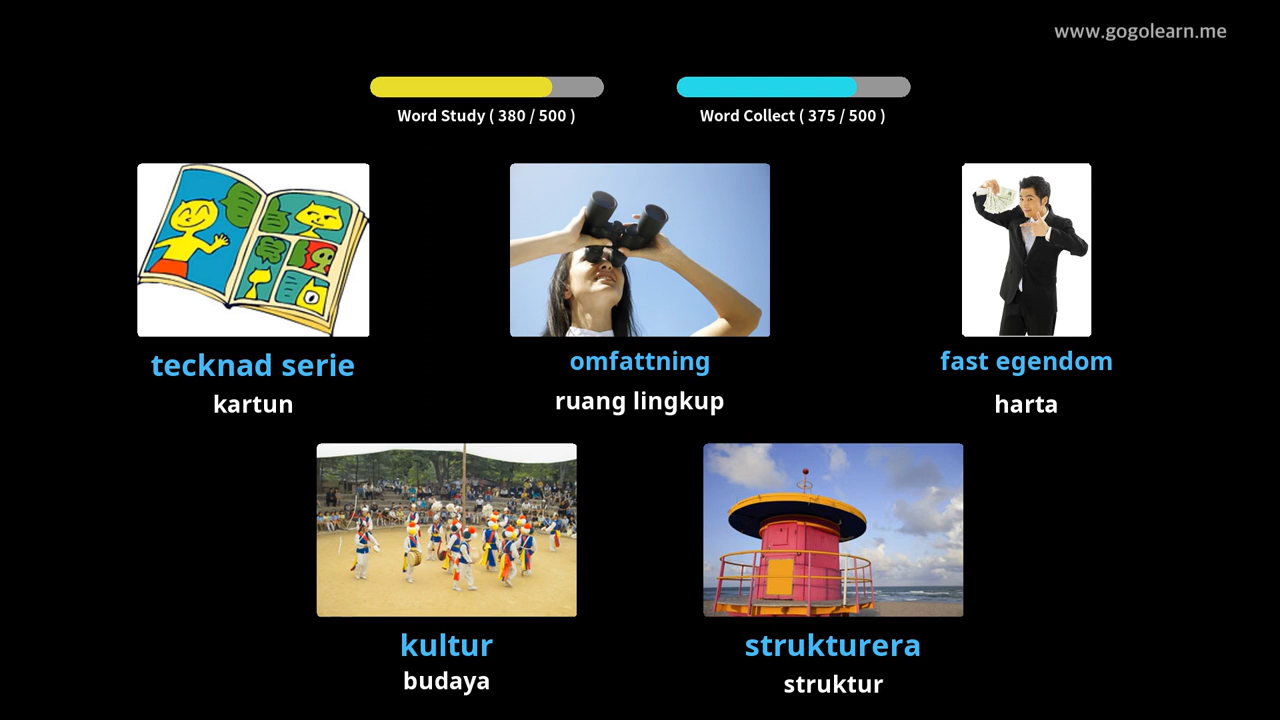 www.gogolearn.me
Word Study ( 380 / 500 )
Word Collect ( 375 / 500 )
tecknad serie
kartun
omfattning
ruang lingkup
fast egendom
harta
kultur
budaya
strukturera
struktur